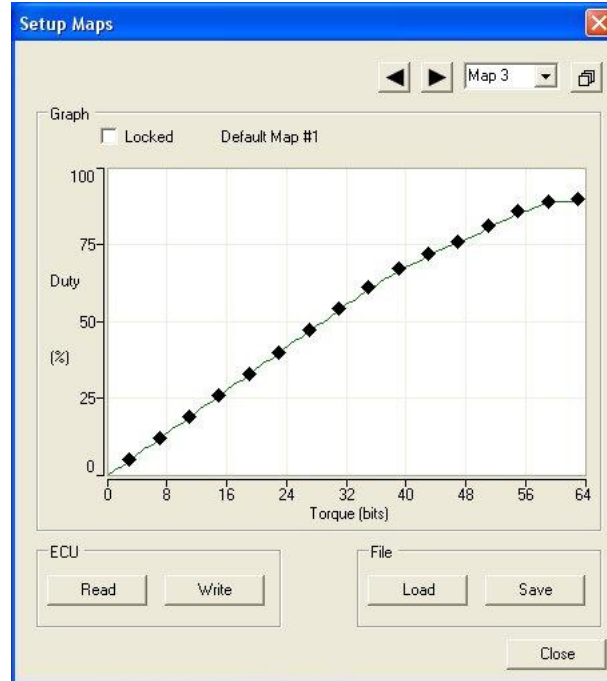 Setup Maps
Map 3
Graph
Locked Default Map #1
100
75
Duty
50
(%)
25
0
0 8 16 24 32 40 48 56 64
Torque (bits)
ECU
Read Write
File
Load Save
Close